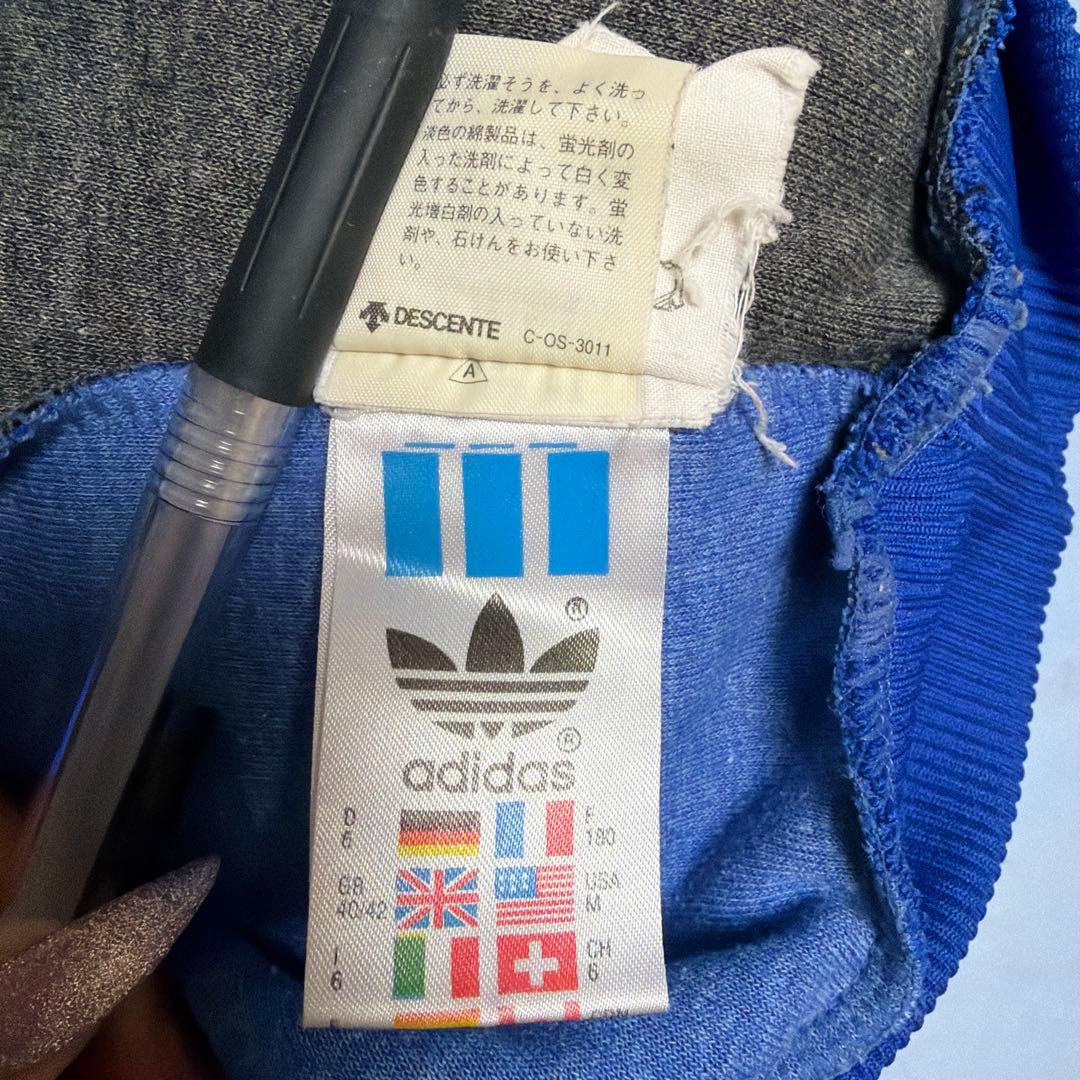 必ず洗濯そうを、よく洗っ
てから、洗濯して下さい。
淡色の綿製品は、蛍光剤の
入った洗剤によって白く変
色することがあります。蛍
光増白剤の入っていない洗
剤や、石けんをお使い下さ
い。
DESCENTE C-OS-3011
A
®
®
adidas
D
6
F
180
GB
40/42
USA
M
I
6
CH
6